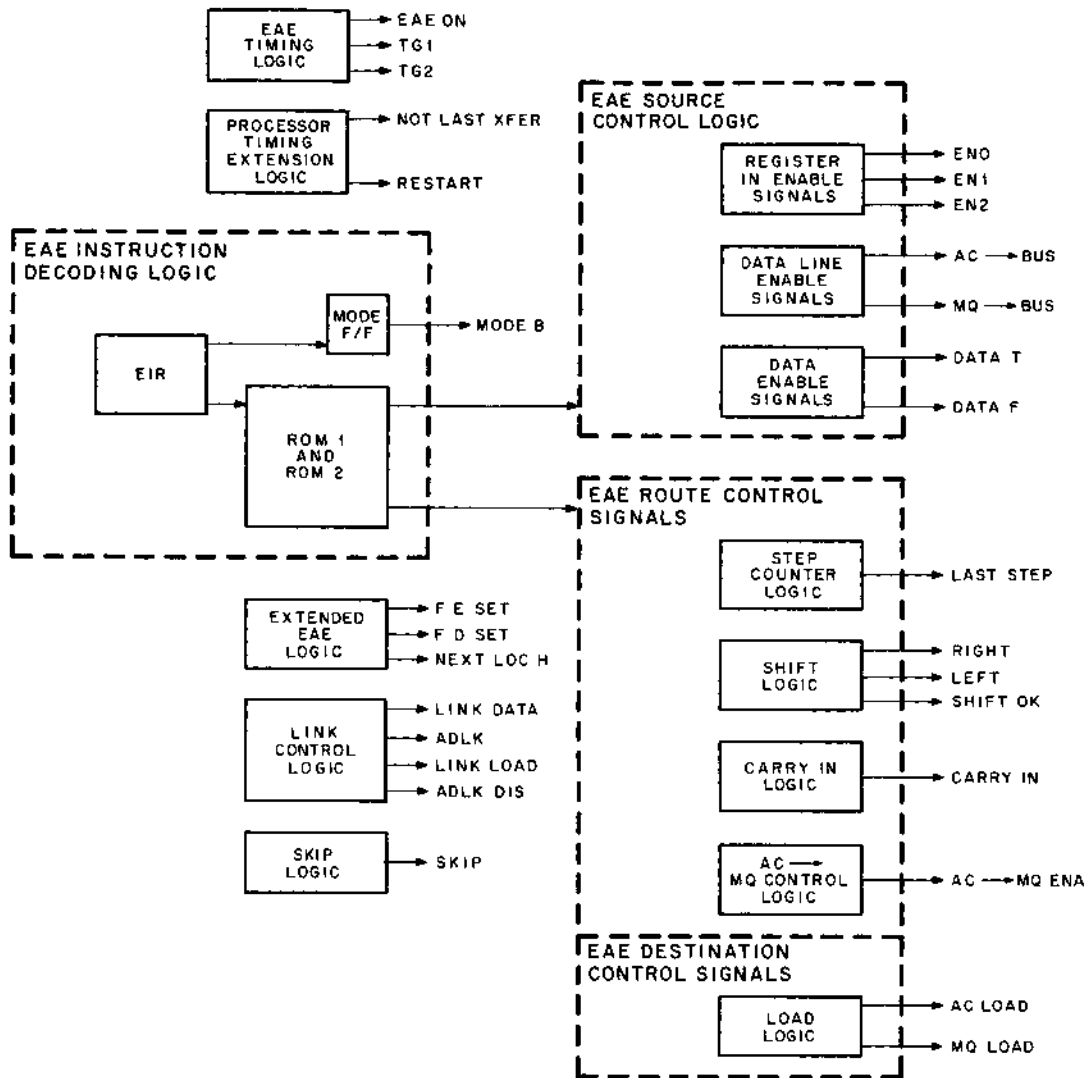 EAE
TIMING
LOGIC
EAE ON
TG1
TG2
PROCESSOR
TIMING
EXTENSION
LOGIC
NOT LAST XFER
RESTART
EAE INSTRUCTION
DECODING LOGIC
EIR
MODE
F/F
MODE B
ROM 1
AND
ROM 2
EAE SOURCE
CONTROL LOGIC
REGISTER
IN ENABLE
SIGNALS
EN0
EN1
EN2
DATA LINE
ENABLE
SIGNALS
AC → BUS
MQ → BUS
DATA
ENABLE
SIGNALS
DATA T
DATA F
EXTENDED
EAE
LOGIC
F E SET
F D SET
NEXT LOC H
LINK
CONTROL
LOGIC
LINK DATA
ADLK
LINK LOAD
ADLK DIS
SKIP
LOGIC
SKIP
EAE ROUTE CONTROL
SIGNALS
STEP
COUNTER
LOGIC
LAST STEP
SHIFT
LOGIC
RIGHT
LEFT
SHIFT OK
CARRY IN
LOGIC
CARRY IN
AC →
MQ CONTROL
LOGIC
AC → MQ ENA
EAE DESTINATION
CONTROL SIGNALS
LOAD
LOGIC
AC LOAD
MQ LOAD